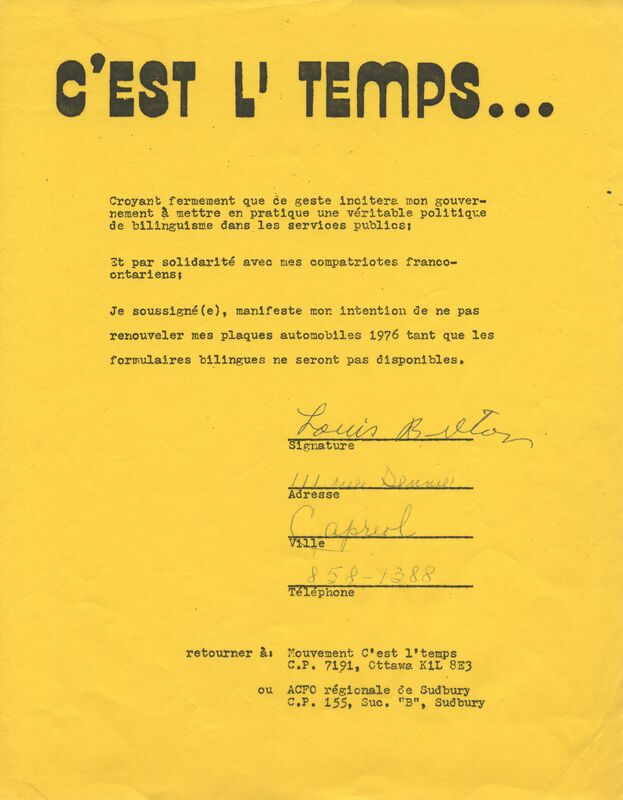 C'EST L' TEMPS...
Croyant fermement que ce geste incitera mon gouver-
nement à mettre en pratique une véritable politique
de bilinguisme dans les services publics;
Et par solidarité avec mes compatriotes franco-
ontariens;
Je soussigné(e), manifeste mon intention de ne pas
renouveler mes plaques automobiles 1976 tant que les
formulaires bilingues ne seront pas disponibles.
Louis
Signature
111 rue
Adresse
Capreol
Ville
858-1388
Téléphone
retourner à: Mouvement C'est l'temps
C.P. 7191, Ottawa K1L 8E3
ou ACFO régionale de Sudbury
C.P. 155, Suc. "B", Sudbury